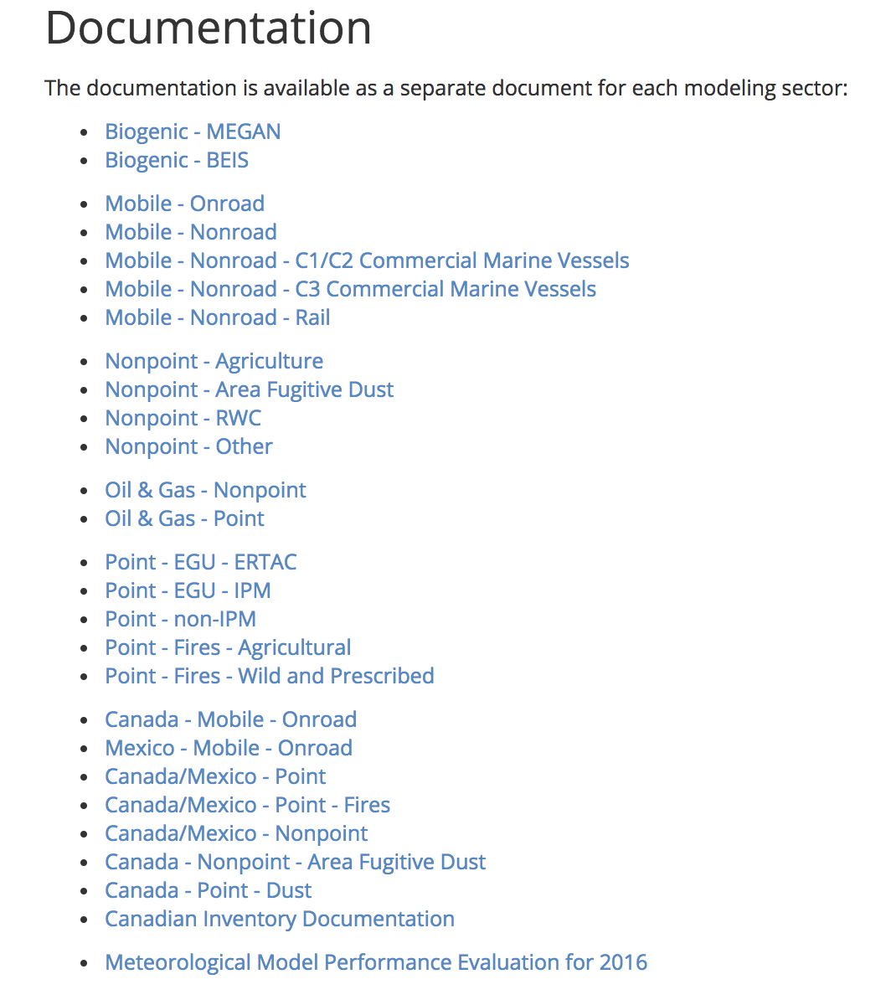 Documentation
The documentation is available as a separate document for each modeling sector:
Biogenic - MEGAN
Biogenic - BEIS
Mobile - Onroad
Mobile - Nonroad
Mobile - Nonroad - C1/C2 Commercial Marine Vessels
Mobile - Nonroad - C3 Commercial Marine Vessels
Mobile - Nonroad - Rail
Nonpoint - Agriculture
Nonpoint - Area Fugitive Dust
Nonpoint - RWC
Nonpoint - Other
Oil & Gas - Nonpoint
Oil & Gas - Point
Point - EGU - ERTAC
Point - EGU - IPM
Point - non-IPM
Point - Fires - Agricultural
Point - Fires - Wild and Prescribed
Canada - Mobile - Onroad
Mexico - Mobile - Onroad
Canada/Mexico - Point
Canada/Mexico - Point - Fires
Canada/Mexico - Nonpoint
Canada - Nonpoint - Area Fugitive Dust
Canada - Point - Dust
Canadian Inventory Documentation
Meteorological Model Performance Evaluation for 2016